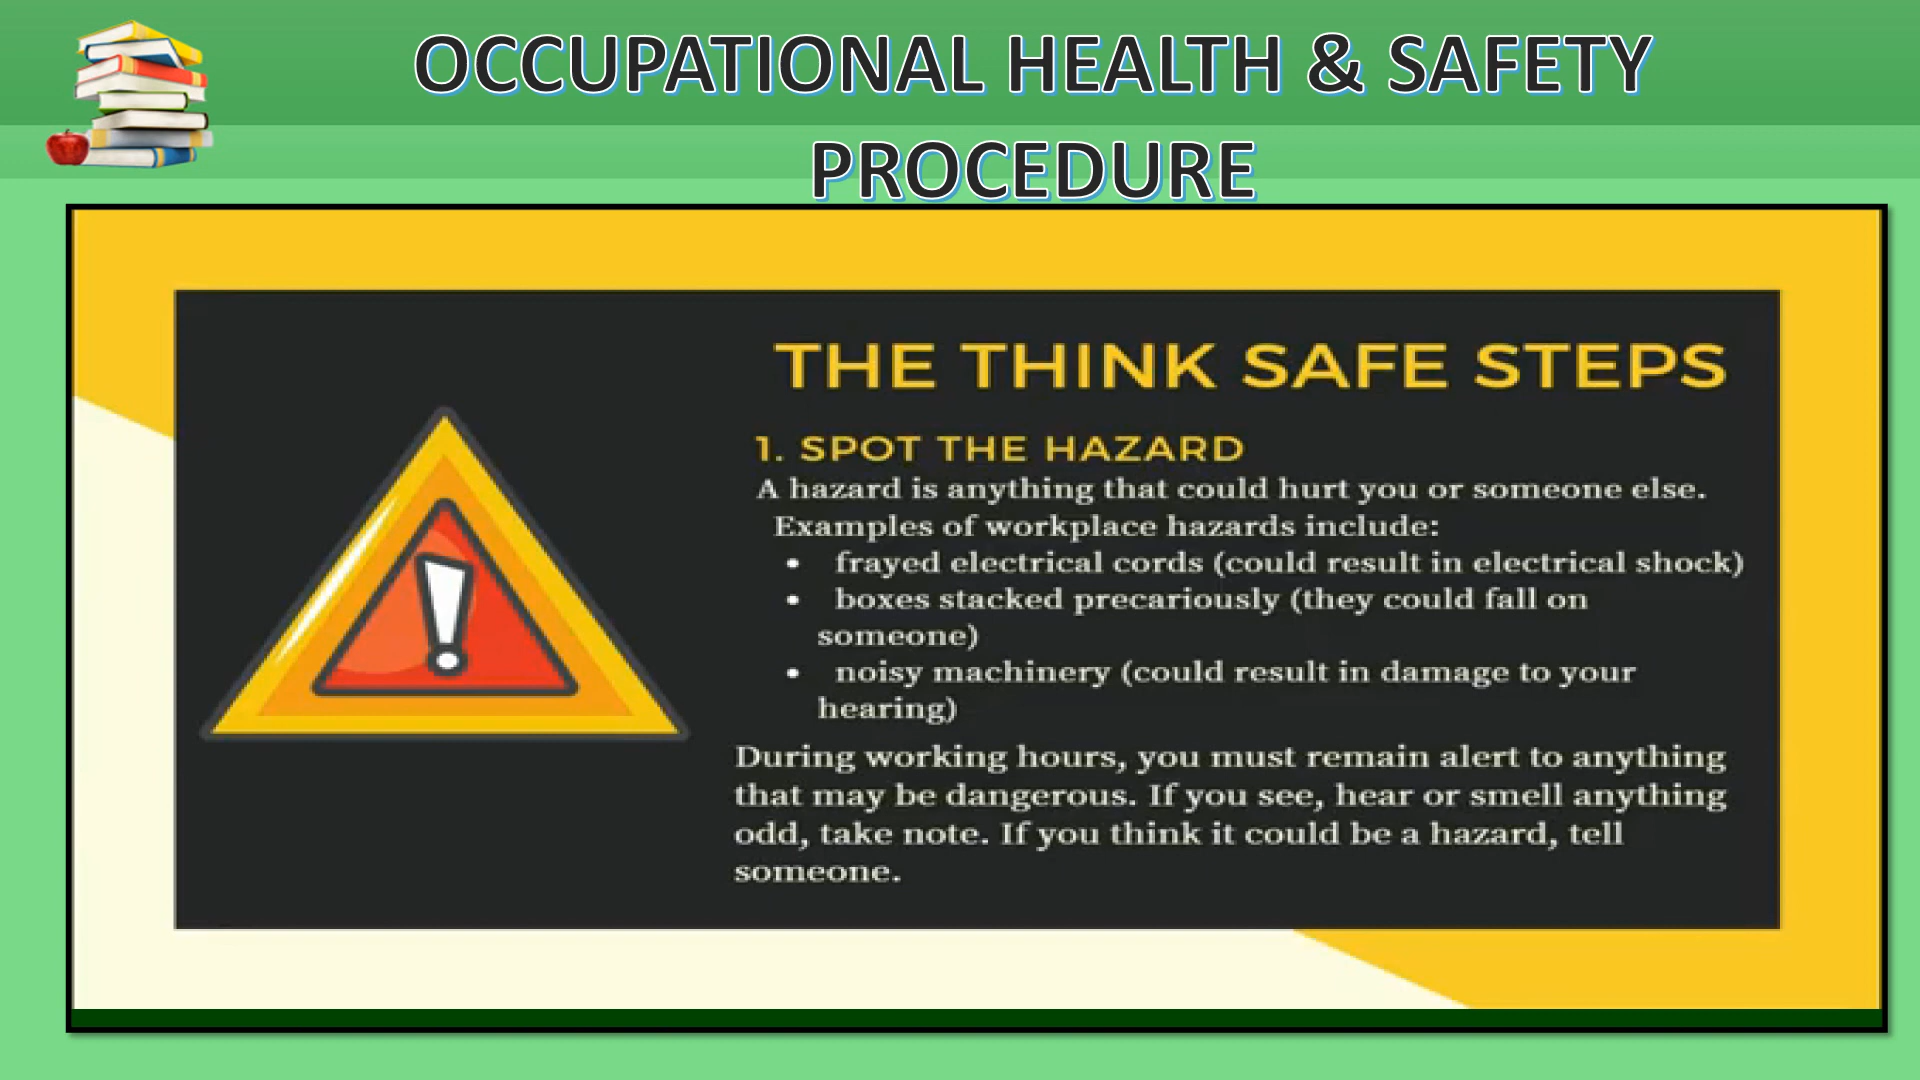 OCCUPATIONAL HEALTH & SAFETY
PROCEDURE
THE THINK SAFE STEPS
1. SPOT THE HAZARD
A hazard is anything that could hurt you or someone else.
Examples of workplace hazards include:
• frayed electrical cords (could result in electrical shock)
• boxes stacked precariously (they could fall on
someone)
• noisy machinery (could result in damage to your
hearing)
During working hours, you must remain alert to anything
that may be dangerous. If you see, hear or smell anything
odd, take note. If you think it could be a hazard, tell
someone.